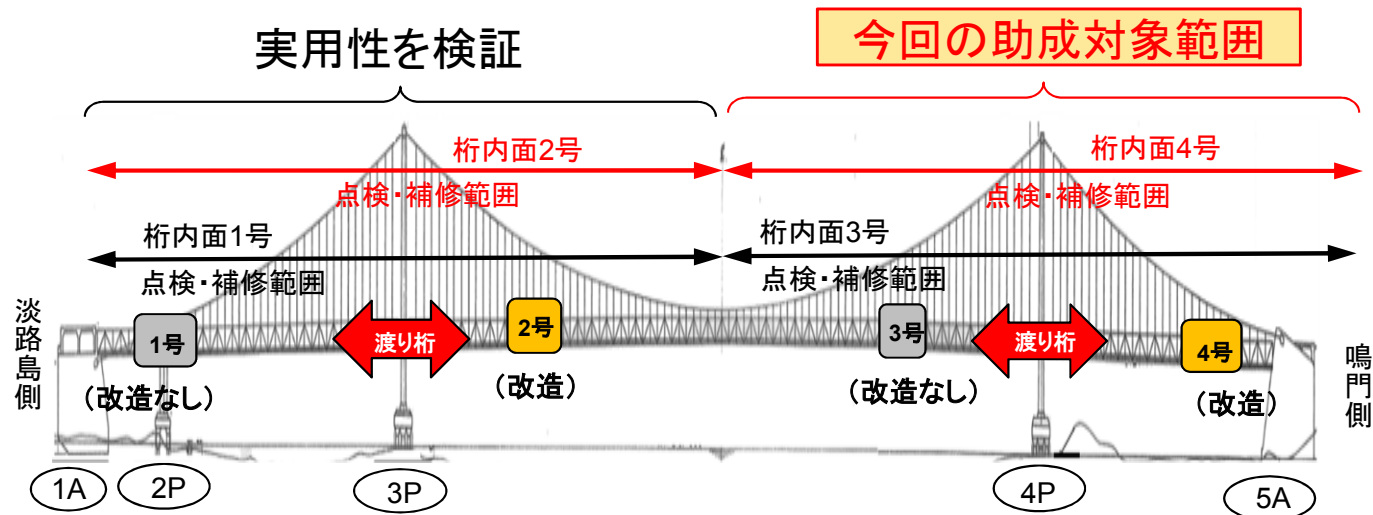 実用性を検証
今回の助成対象範囲
桁内面2号
点検・補修範囲
桁内面4号
点検・補修範囲
桁内面1号
点検・補修範囲
桁内面3号
点検・補修範囲
淡路島側
1号
(改造なし)
渡り桁
2号
(改造)
3号
(改造なし)
渡り桁
4号
(改造)
鳴門側
1A
2P
3P
4P
5A